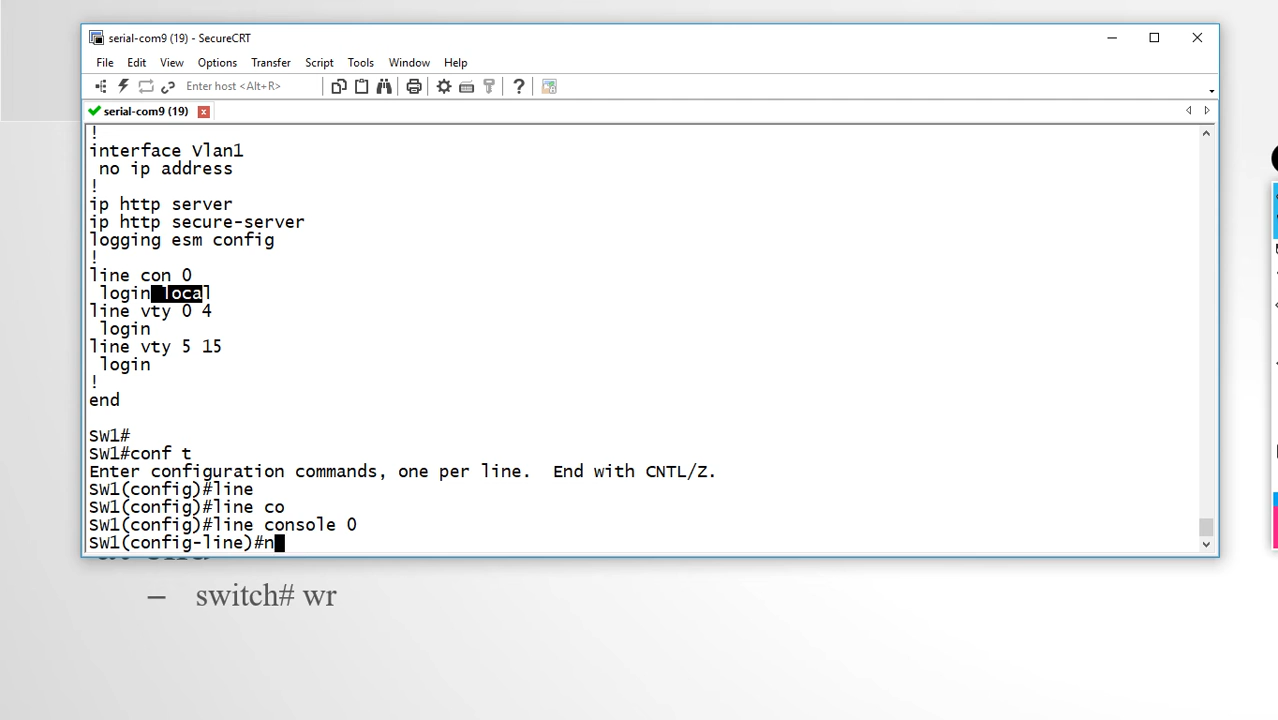 serial-com9 (19) - SecureCRT
File Edit View Options Transfer Script Tools Window Help
Enter host <Alt+R>
serial-com9 (19)
!
interface Vlan1
no ip address
!
ip http server
ip http secure-server
logging esm config
!
line con 0
login local
line vty 0 4
login
line vty 5 15
login
!
end
SW1#
SW1#conf t
Enter configuration commands, one per line.  End with CNTL/Z.
SW1(config)#line
SW1(config)#line co
SW1(config)#line console 0
SW1(config-line)#n
– switch# wr